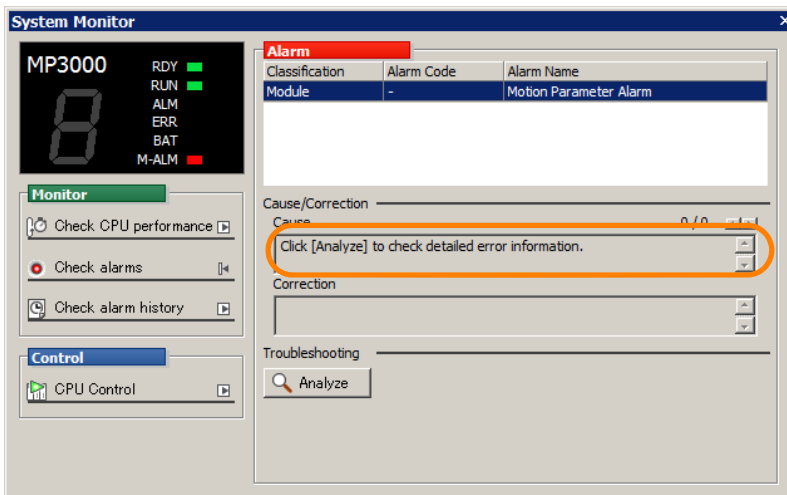 System Monitor
MP3000
RDY
RUN
ALM
ERR
BAT
M-ALM
Monitor
Check CPU performance
Check alarms
Check alarm history
Control
CPU Control
Alarm
Classification Alarm Code Alarm Name
Module - Motion Parameter Alarm
Cause/Correction
Cause 0 / 0
Click [Analyze] to check detailed error information.
Correction
Troubleshooting
Analyze